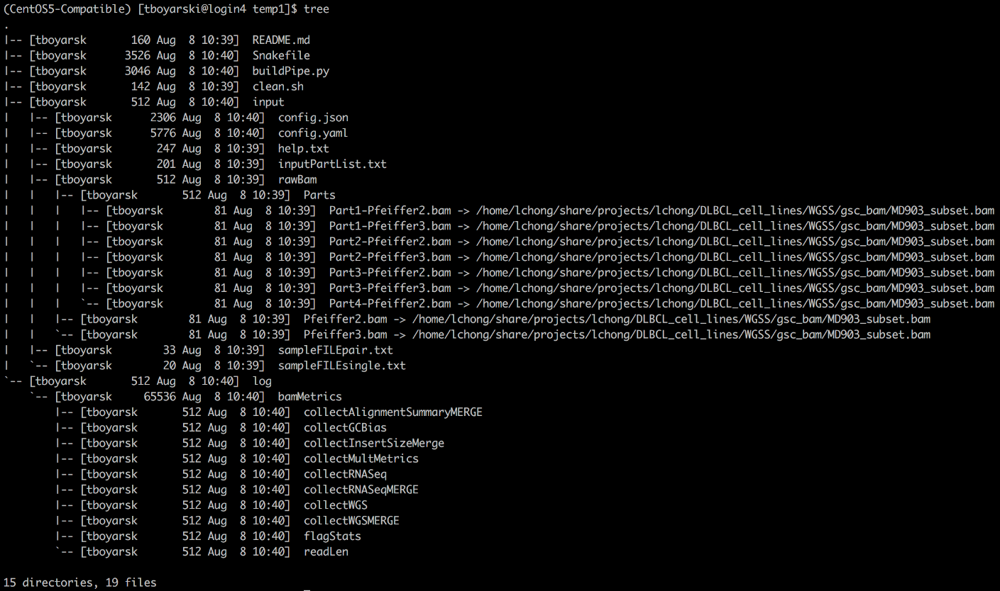 (CentOS5-Compatible) [tboyarski@login4 temp1]$ tree
.
|-- [tboyarsk       160 Aug  8 10:39]  README.md
|-- [tboyarsk      3526 Aug  8 10:40]  Snakefile
|-- [tboyarsk      3046 Aug  8 10:40]  buildPipe.py
|-- [tboyarsk       142 Aug  8 10:39]  clean.sh
|-- [tboyarsk       512 Aug  8 10:40]  input
|   |-- [tboyarsk      2306 Aug  8 10:40]  config.json
|   |-- [tboyarsk      5776 Aug  8 10:40]  config.yaml
|   |-- [tboyarsk       247 Aug  8 10:39]  help.txt
|   |-- [tboyarsk       201 Aug  8 10:39]  inputPartList.txt
|   |-- [tboyarsk       512 Aug  8 10:39]  rawBam
|   |   |-- [tboyarsk       512 Aug  8 10:39]  Parts
|   |   |   |-- [tboyarsk        81 Aug  8 10:39]  Part1-Pfeiffer2.bam -> /home/lchong/share/projects/lchong/DLBCL_cell_lines/WGSS/gsc_bam/MD903_subset.bam
|   |   |   |-- [tboyarsk        81 Aug  8 10:39]  Part1-Pfeiffer3.bam -> /home/lchong/share/projects/lchong/DLBCL_cell_lines/WGSS/gsc_bam/MD903_subset.bam
|   |   |   |-- [tboyarsk        81 Aug  8 10:39]  Part2-Pfeiffer2.bam -> /home/lchong/share/projects/lchong/DLBCL_cell_lines/WGSS/gsc_bam/MD903_subset.bam
|   |   |   |-- [tboyarsk        81 Aug  8 10:39]  Part2-Pfeiffer3.bam -> /home/lchong/share/projects/lchong/DLBCL_cell_lines/WGSS/gsc_bam/MD903_subset.bam
|   |   |   |-- [tboyarsk        81 Aug  8 10:39]  Part3-Pfeiffer2.bam -> /home/lchong/share/projects/lchong/DLBCL_cell_lines/WGSS/gsc_bam/MD903_subset.bam
|   |   |   |-- [tboyarsk        81 Aug  8 10:39]  Part3-Pfeiffer3.bam -> /home/lchong/share/projects/lchong/DLBCL_cell_lines/WGSS/gsc_bam/MD903_subset.bam
|   |   |   `-- [tboyarsk        81 Aug  8 10:39]  Part4-Pfeiffer2.bam -> /home/lchong/share/projects/lchong/DLBCL_cell_lines/WGSS/gsc_bam/MD903_subset.bam
|   |   |-- [tboyarsk        81 Aug  8 10:39]  Pfeiffer2.bam -> /home/lchong/share/projects/lchong/DLBCL_cell_lines/WGSS/gsc_bam/MD903_subset.bam
|   |   `-- [tboyarsk        81 Aug  8 10:39]  Pfeiffer3.bam -> /home/lchong/share/projects/lchong/DLBCL_cell_lines/WGSS/gsc_bam/MD903_subset.bam
|   |-- [tboyarsk        33 Aug  8 10:39]  sampleFILEpair.txt
|   `-- [tboyarsk        20 Aug  8 10:39]  sampleFILEsingle.txt
`-- [tboyarsk       512 Aug  8 10:40]  log
    `-- [tboyarsk     65536 Aug  8 10:40]  bamMetrics
        |-- [tboyarsk       512 Aug  8 10:40]  collectAlignmentSummaryMERGE
        |-- [tboyarsk       512 Aug  8 10:40]  collectGCBias
        |-- [tboyarsk       512 Aug  8 10:40]  collectInsertSizeMerge
        |-- [tboyarsk       512 Aug  8 10:40]  collectMultMetrics
        |-- [tboyarsk       512 Aug  8 10:40]  collectRNASeq
        |-- [tboyarsk       512 Aug  8 10:40]  collectRNASeqMERGE
        |-- [tboyarsk       512 Aug  8 10:40]  collectWGS
        |-- [tboyarsk       512 Aug  8 10:40]  collectWGSMERGE
        |-- [tboyarsk       512 Aug  8 10:40]  flagStats
        `-- [tboyarsk       512 Aug  8 10:40]  readLen
15 directories, 19 files